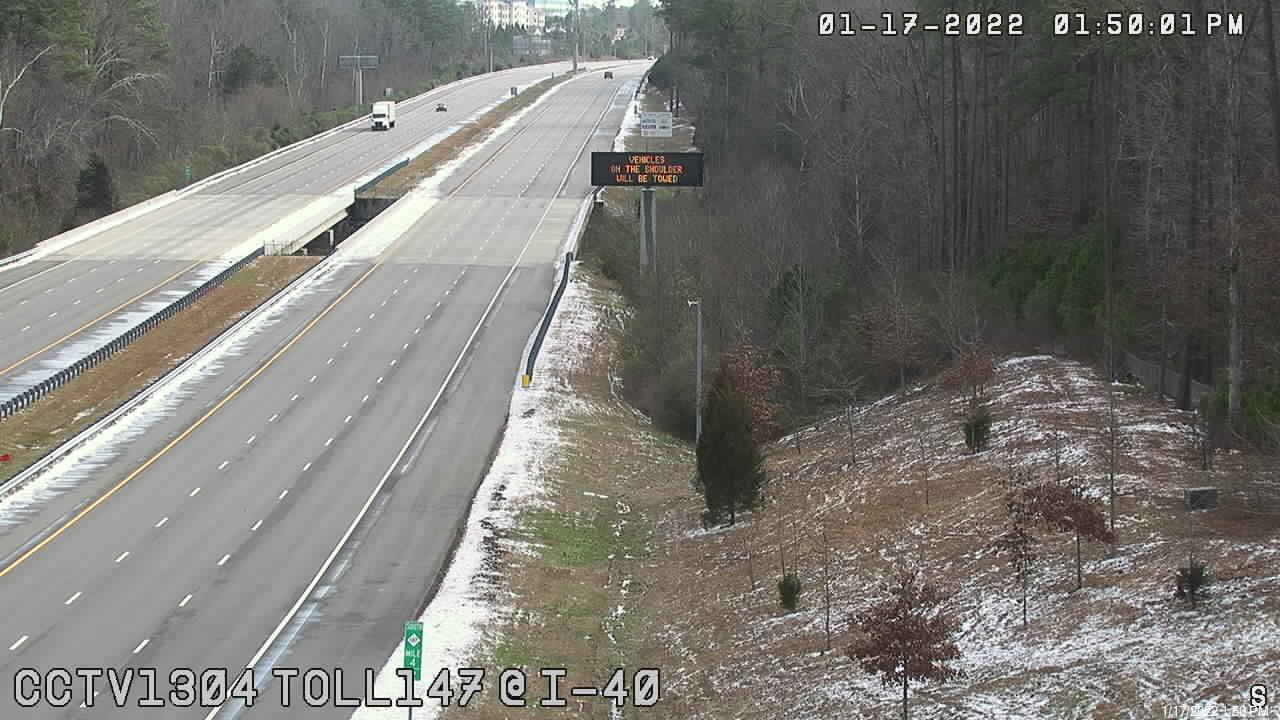 01-17-2022 01:50:01 PM
VEHICLES
ON THE SHOULDER
WILL BE TOWED
SOUTH
MILE
4
CCTV1304 TOLL147 @ I-40
S
1/17/2022 1:50 PM